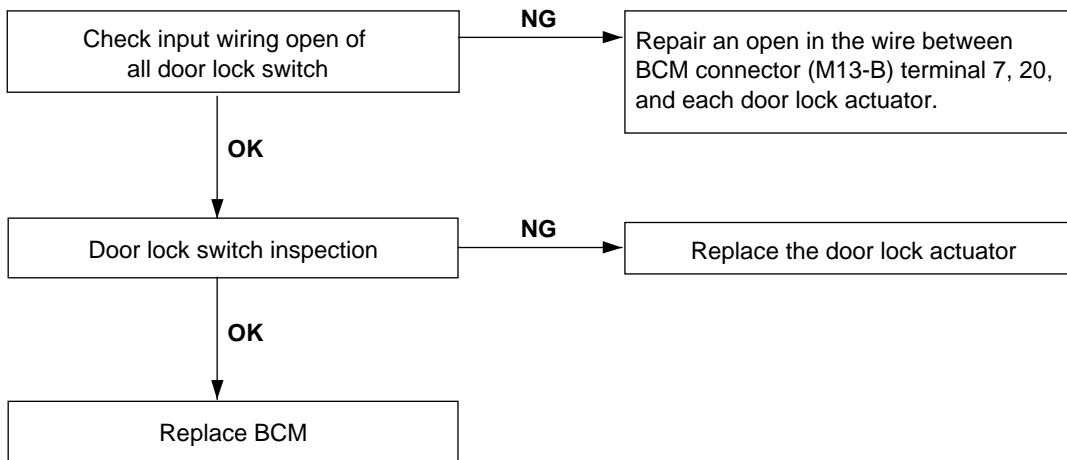 Check input wiring open of
all door lock switch
NG
Repair an open in the wire between
BCM connector (M13-B) terminal 7, 20,
and each door lock actuator.
OK
Door lock switch inspection
NG
Replace the door lock actuator
OK
Replace BCM